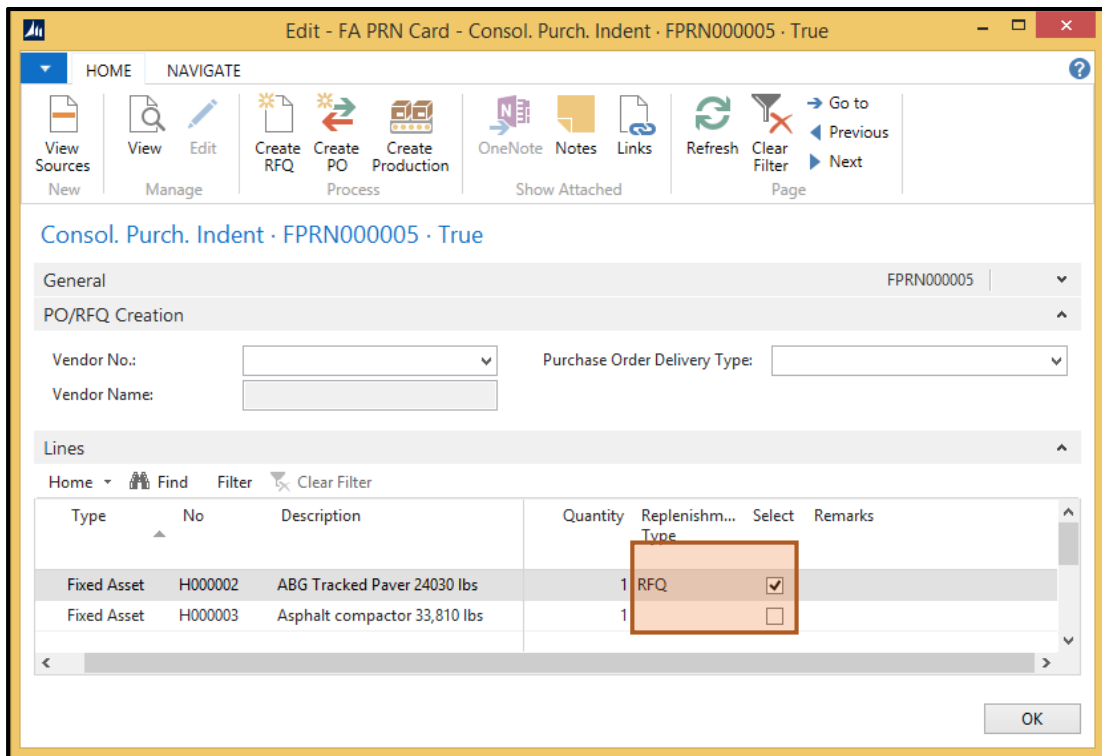 Edit - FA PRN Card - Consol. Purch. Indent · FPRN000005 · True
HOME NAVIGATE
View Sources
View
Edit
Create RFQ
Create PO
Create Production
OneNote
Notes
Links
Refresh
Clear Filter
Go to
Previous
Next
New Manage Process Show Attached Page
Consol. Purch. Indent · FPRN000005 · True
General FPRN000005
PO/RFQ Creation
Vendor No.: Purchase Order Delivery Type:
Vendor Name:
Lines
Home Find Filter Clear Filter
Type No Description Quantity Replenishm... Type Select Remarks
Fixed Asset H000002 ABG Tracked Paver 24030 lbs 1 RFQ
Fixed Asset H000003 Asphalt compactor 33,810 lbs 1
OK